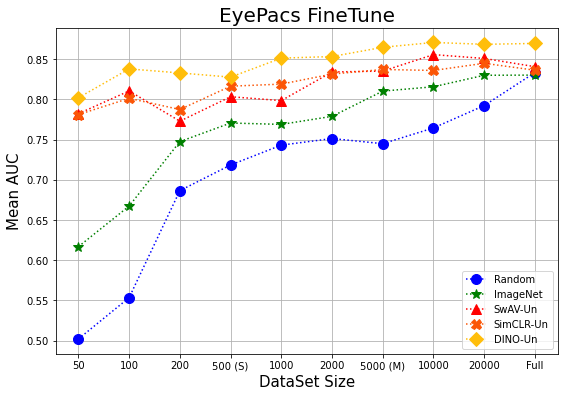 EyePacs FineTune
Mean AUC
0.85
0.80
0.75
0.70
0.65
0.60
0.55
0.50
50 100 200 500 (S) 1000 2000 5000 (M) 10000 20000 Full
DataSet Size
Random
ImageNet
SwAV-Un
SimCLR-Un
DINO-Un